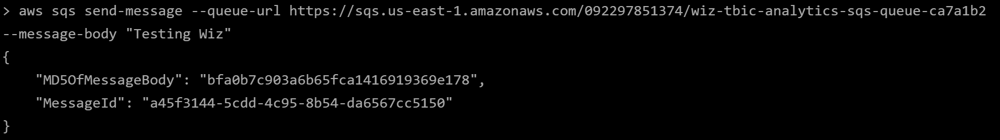 > aws sqs send-message --queue-url https://sqs.us-east-1.amazonaws.com/092297851374/wiz-tbic-analytics-sqs-queue-ca7a1b2
--message-body "Testing Wiz"
{
    "MD5OfMessageBody": "bfa0b7c903a6b65fca1416919369e178",
    "MessageId": "a45f3144-5cdd-4c95-8b54-da6567cc5150"
}